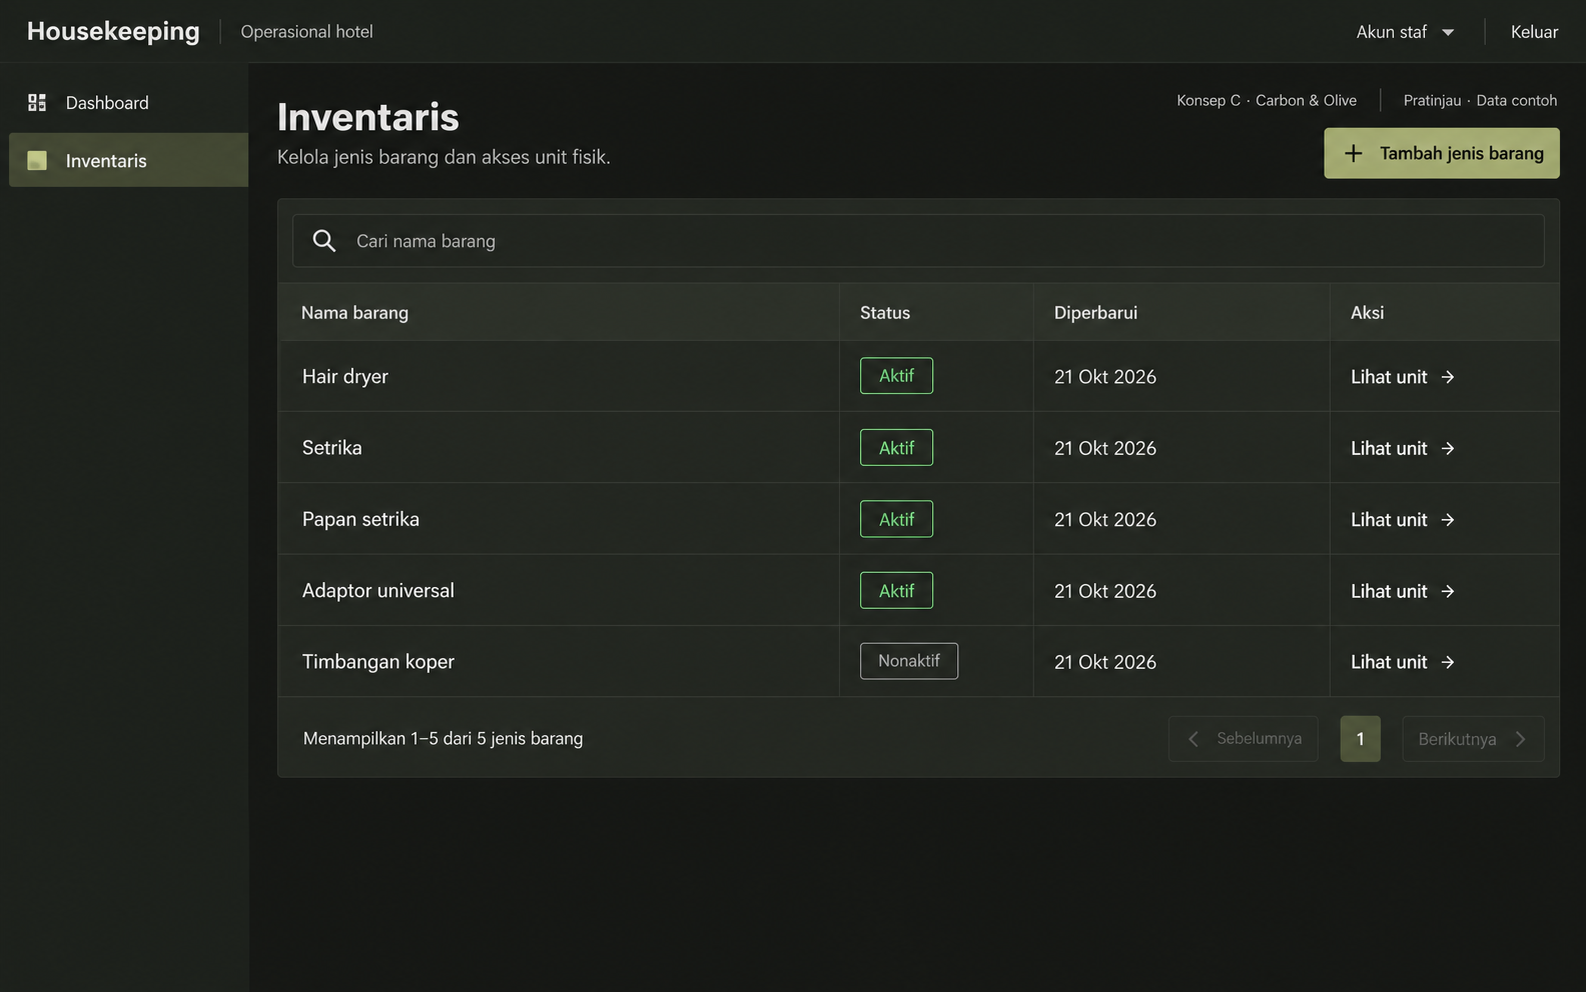 Housekeeping
Operasional hotel
Akun staf
Keluar
Dashboard
Inventaris
Inventaris
Kelola jenis barang dan akses unit fisik.
Konsep C · Carbon & Olive
Pratinjau · Data contoh
Tambah jenis barang
Cari nama barang
Nama barang Status Diperbarui Aksi
Hair dryer Aktif 21 Okt 2026 Lihat unit →
Setrika Aktif 21 Okt 2026 Lihat unit →
Papan setrika Aktif 21 Okt 2026 Lihat unit →
Adaptor universal Aktif 21 Okt 2026 Lihat unit →
Timbangan koper Nonaktif 21 Okt 2026 Lihat unit →
Menampilkan 1–5 dari 5 jenis barang
Sebelumnya 1 Berikutnya